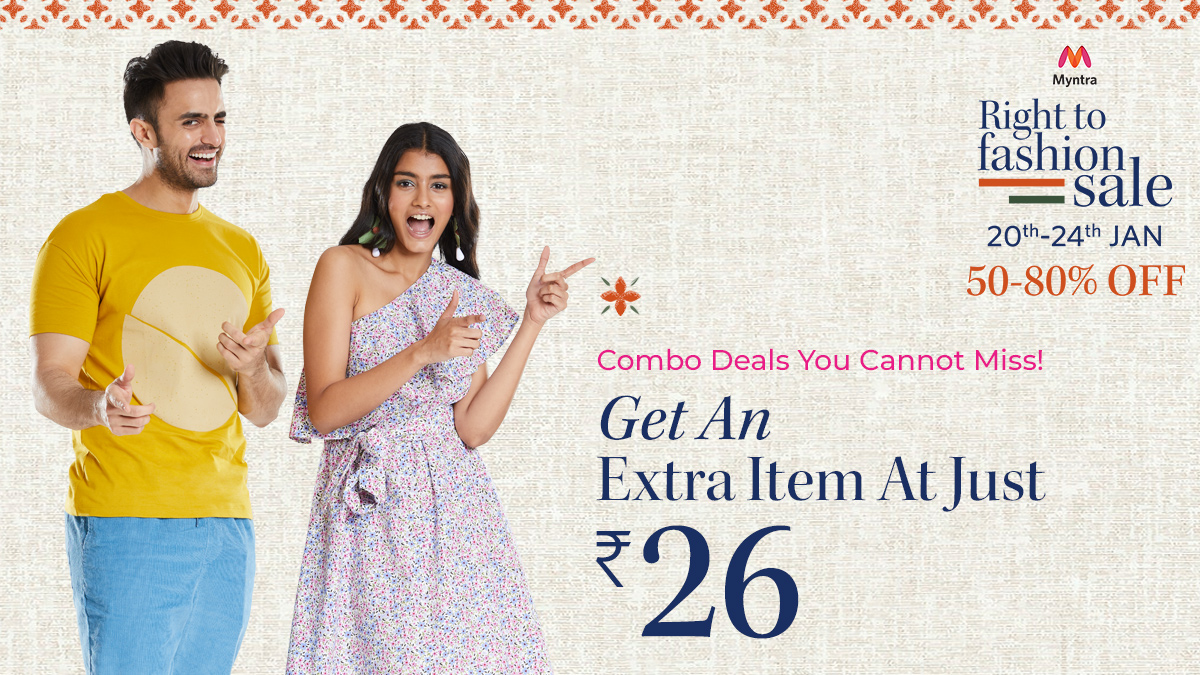 Myntra
Right to
fashion
sale
20th-24th JAN
50-80% OFF
Combo Deals You Cannot Miss!
Get An
Extra Item At Just
₹26